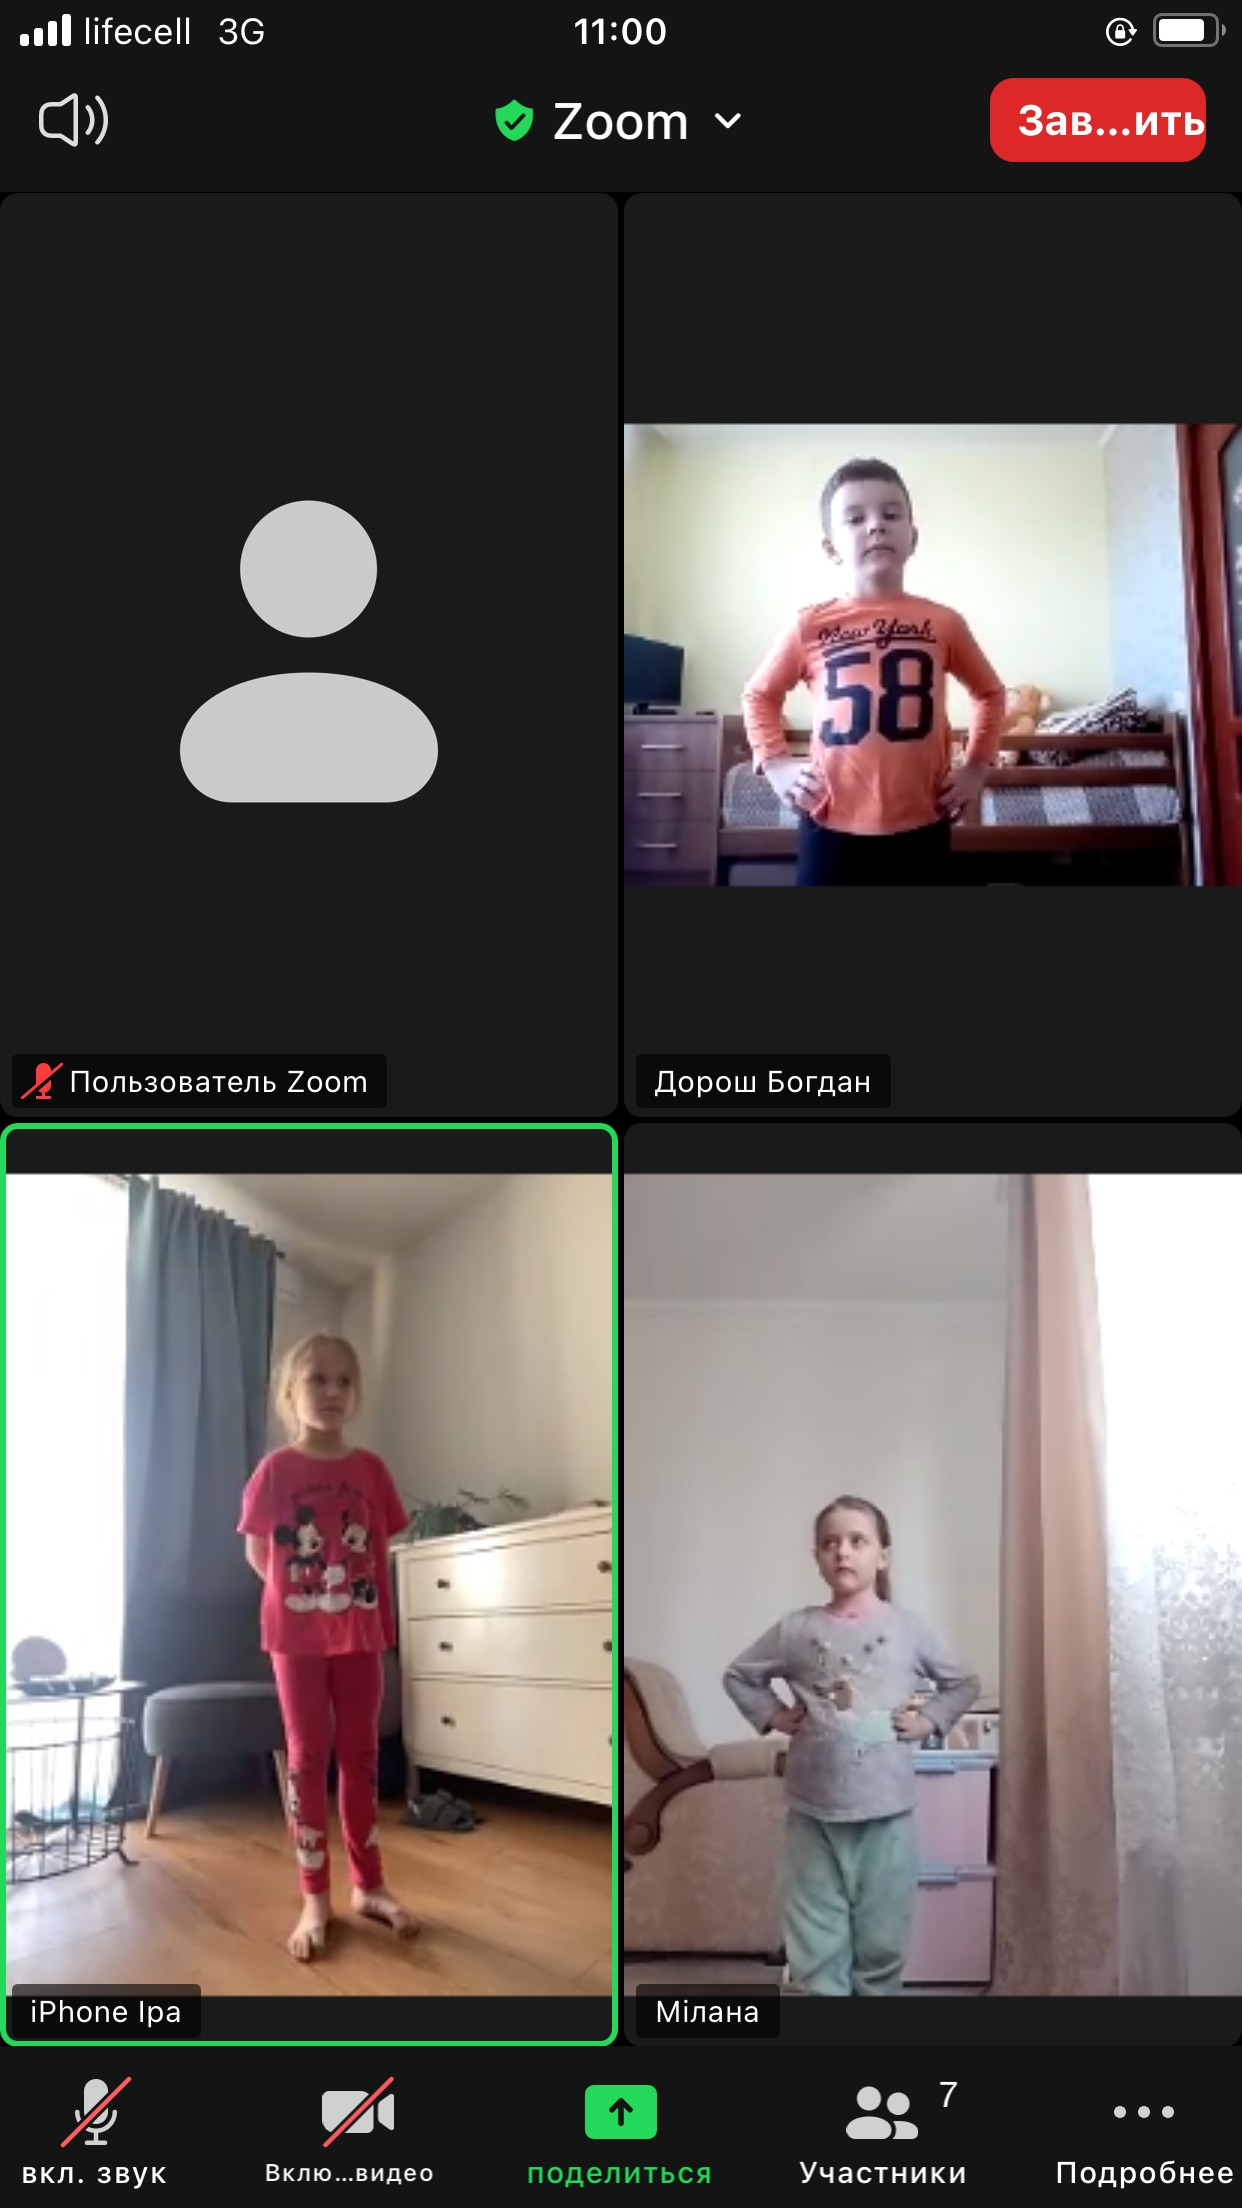 lifecell 3G 11:00
Zoom
Зав...ить
New York
58
Пользователь Zoom
Дорош Богдан
iPhone Іра
Мілана
7
вкл. звук
Вклю...видео
поделиться
Участники
Подробнее